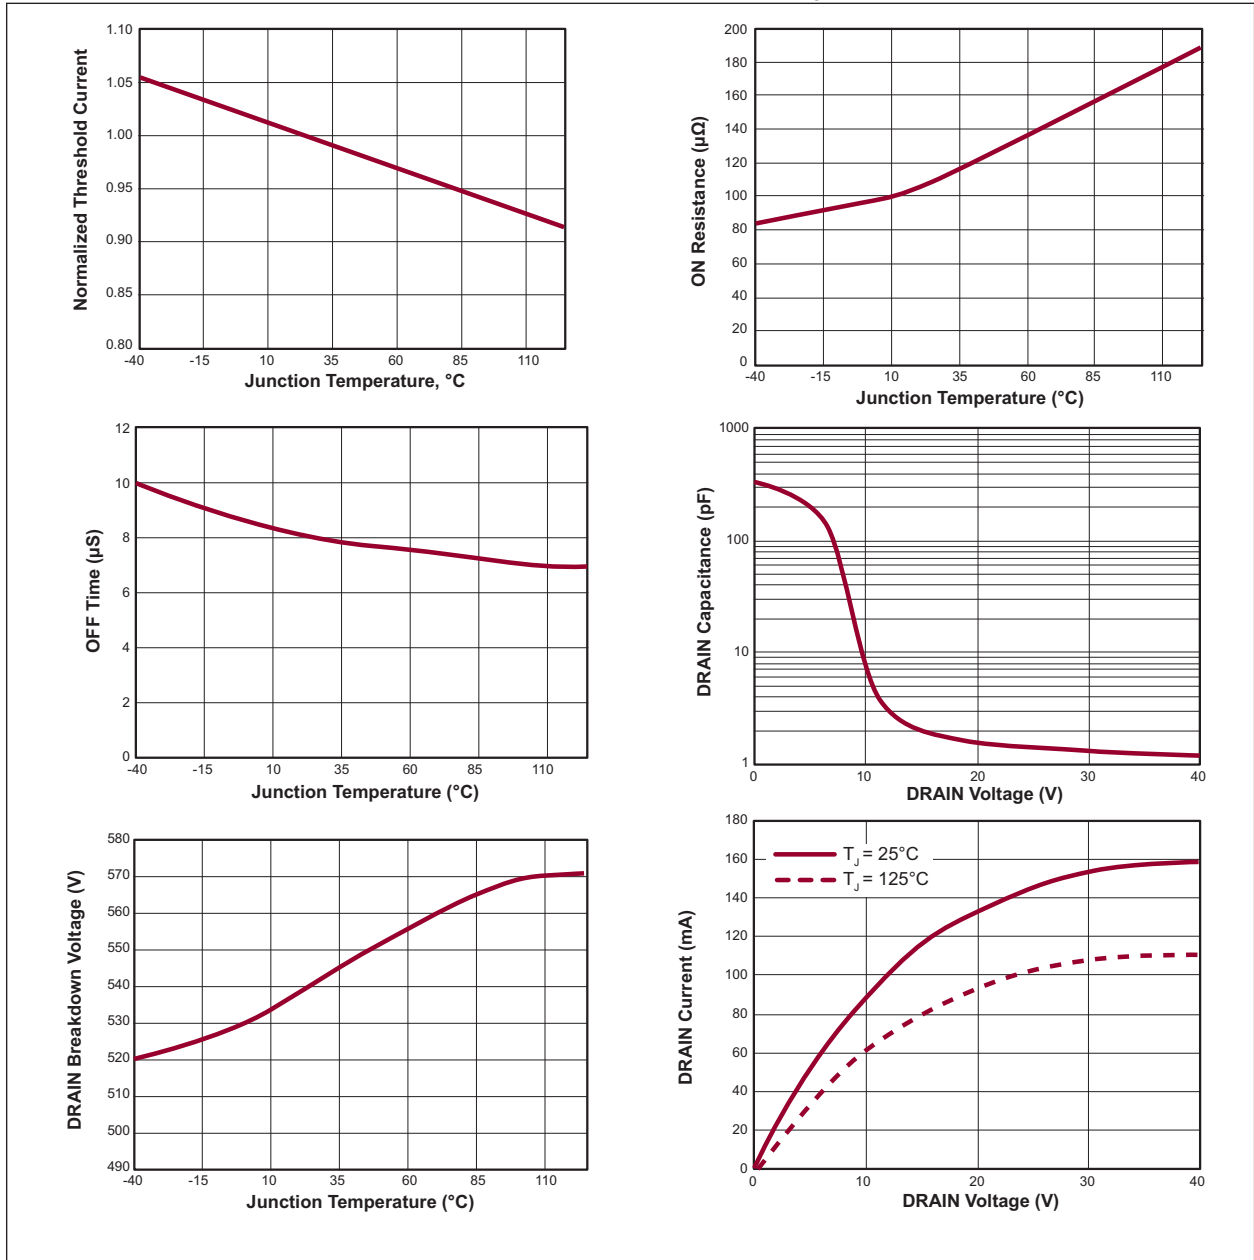 1.10
1.05
1.00
0.95
0.90
0.85
0.80
Normalized Threshold Current
-40 -15 10 35 60 85 110
Junction Temperature, °C
200
180
160
140
120
100
80
60
40
20
0
ON Resistance (µΩ)
-40 -15 10 35 60 85 110
Junction Temperature (°C)
12
10
8
6
4
2
0
OFF Time (µS)
-40 -15 10 35 60 85 110
Junction Temperature (°C)
1000
100
10
1
DRAIN Capacitance (pF)
0 10 20 30 40
DRAIN Voltage (V)
580
570
560
550
540
530
520
510
500
490
DRAIN Breakdown Voltage (V)
-40 -15 10 35 60 85 110
Junction Temperature (°C)
180
160
140
120
100
80
60
40
20
0
DRAIN Current (mA)
TJ = 25°C
TJ = 125°C
0 10 20 30 40
DRAIN Voltage (V)